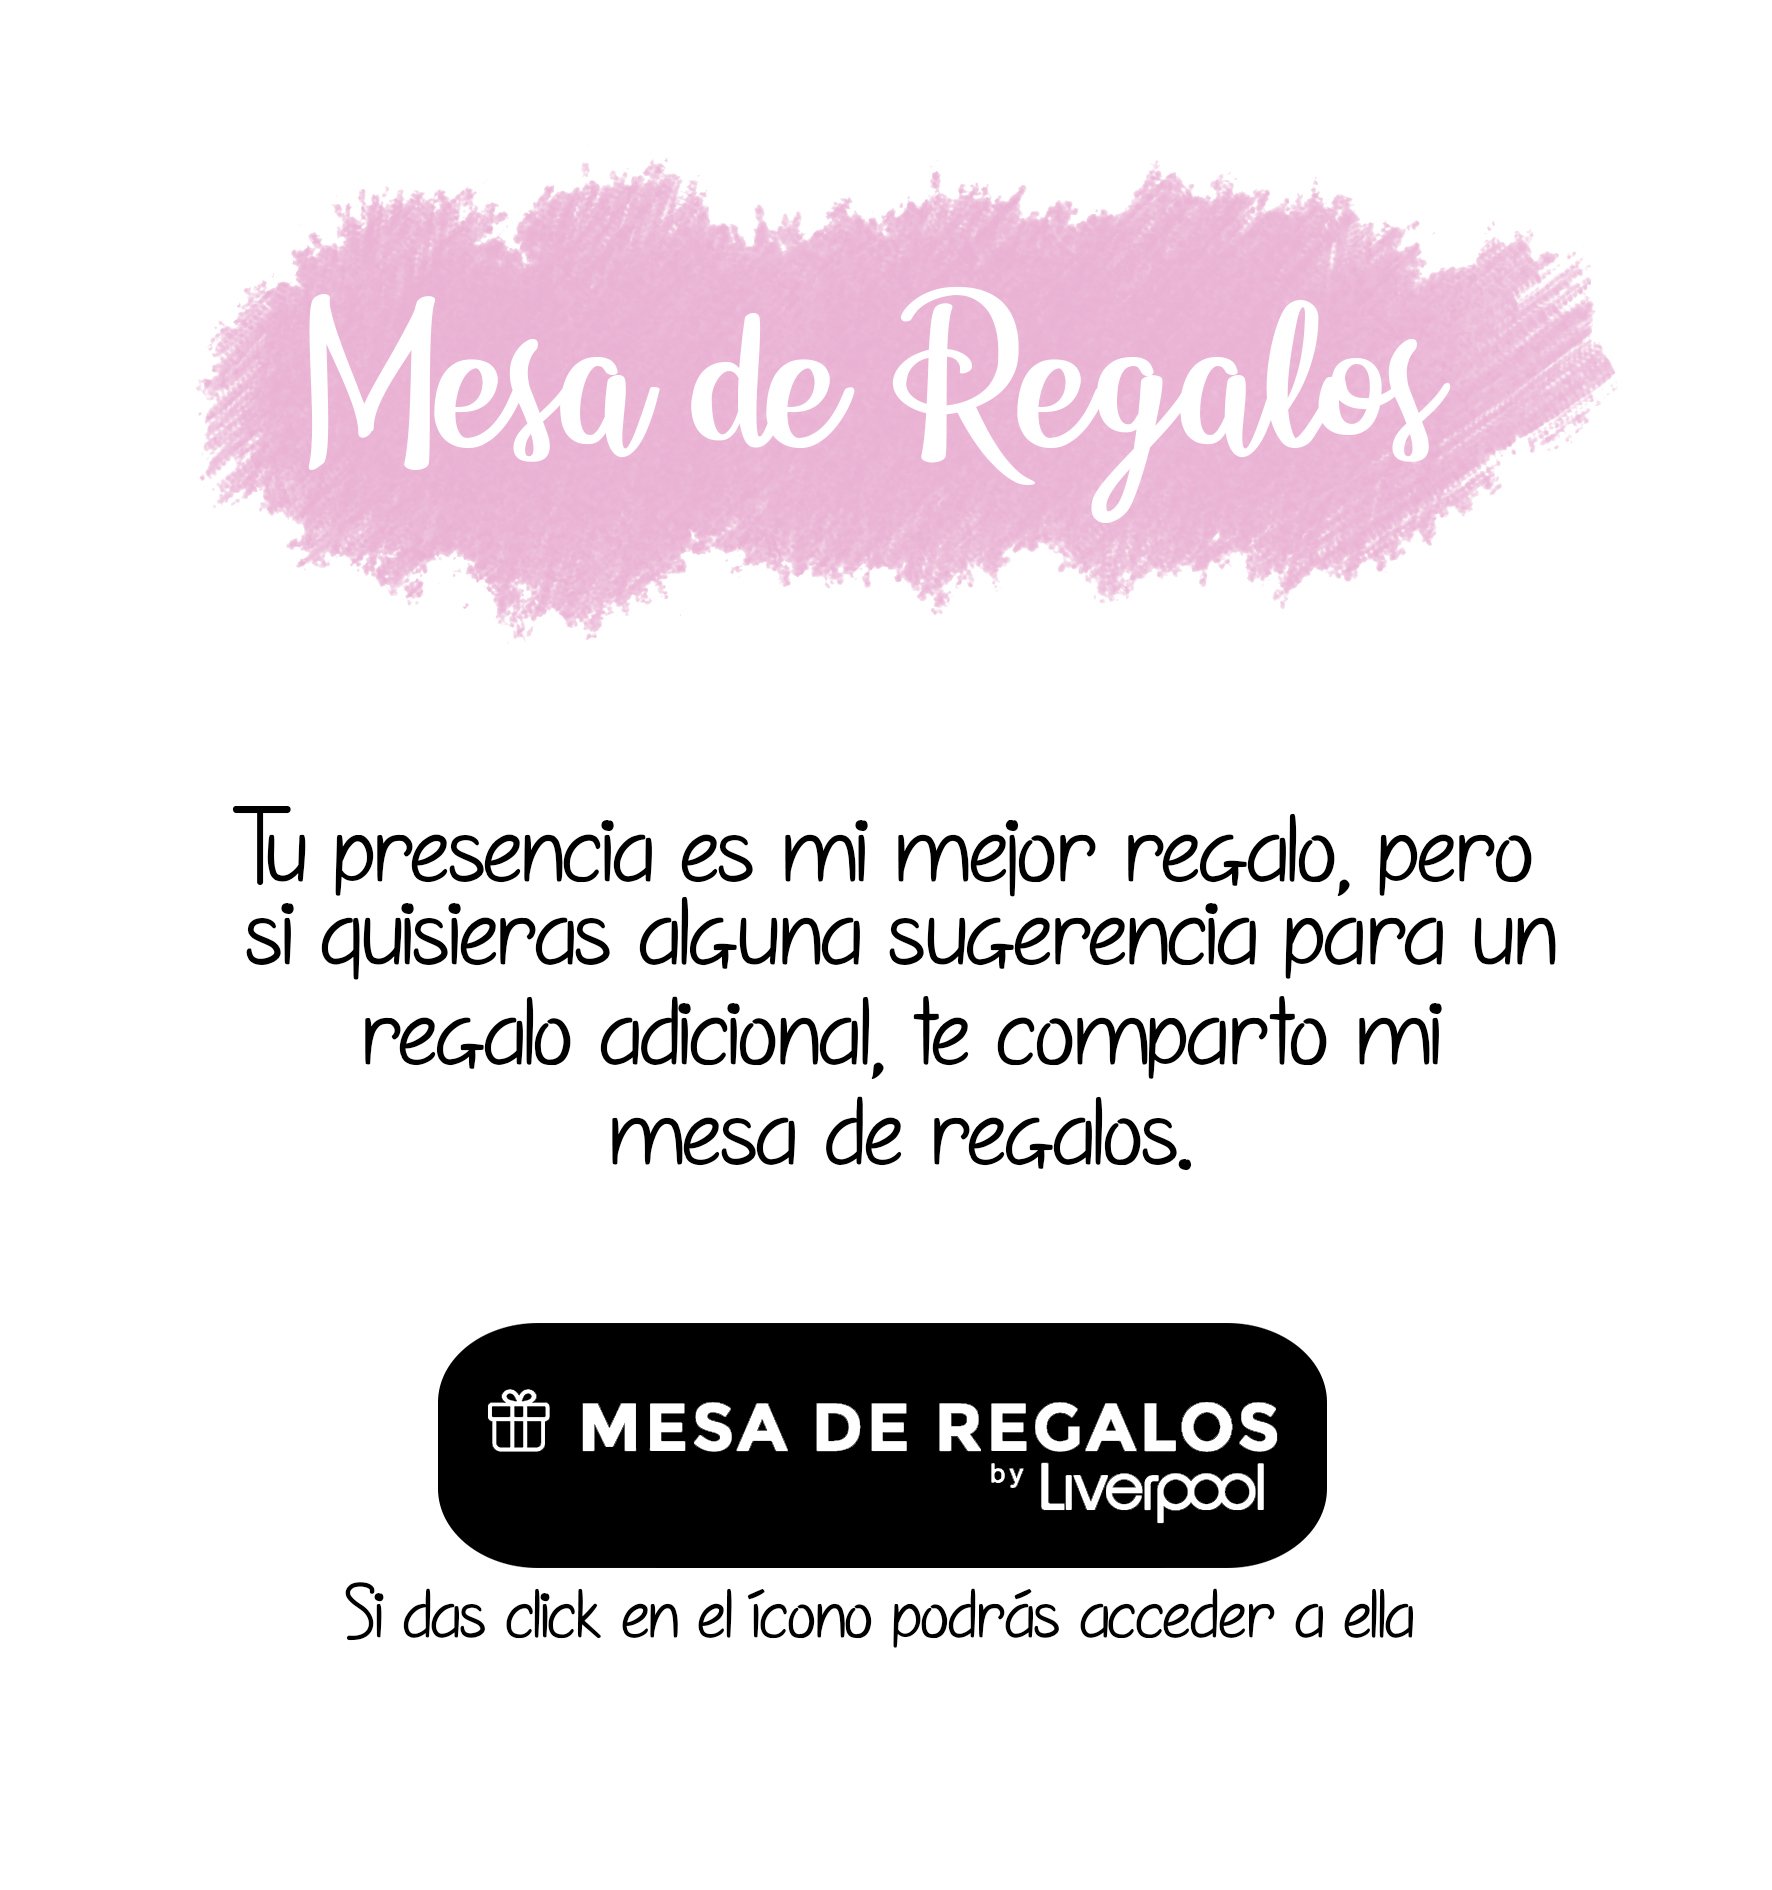 Mesa de Regalos
Tu presencia es mi mejor regalo, pero
si quisieras alguna sugerencia para un
regalo adicional, te comparto mi
mesa de regalos.
MESA DE REGALOS
by Liverpool
Si das click en el ícono podrás acceder a ella